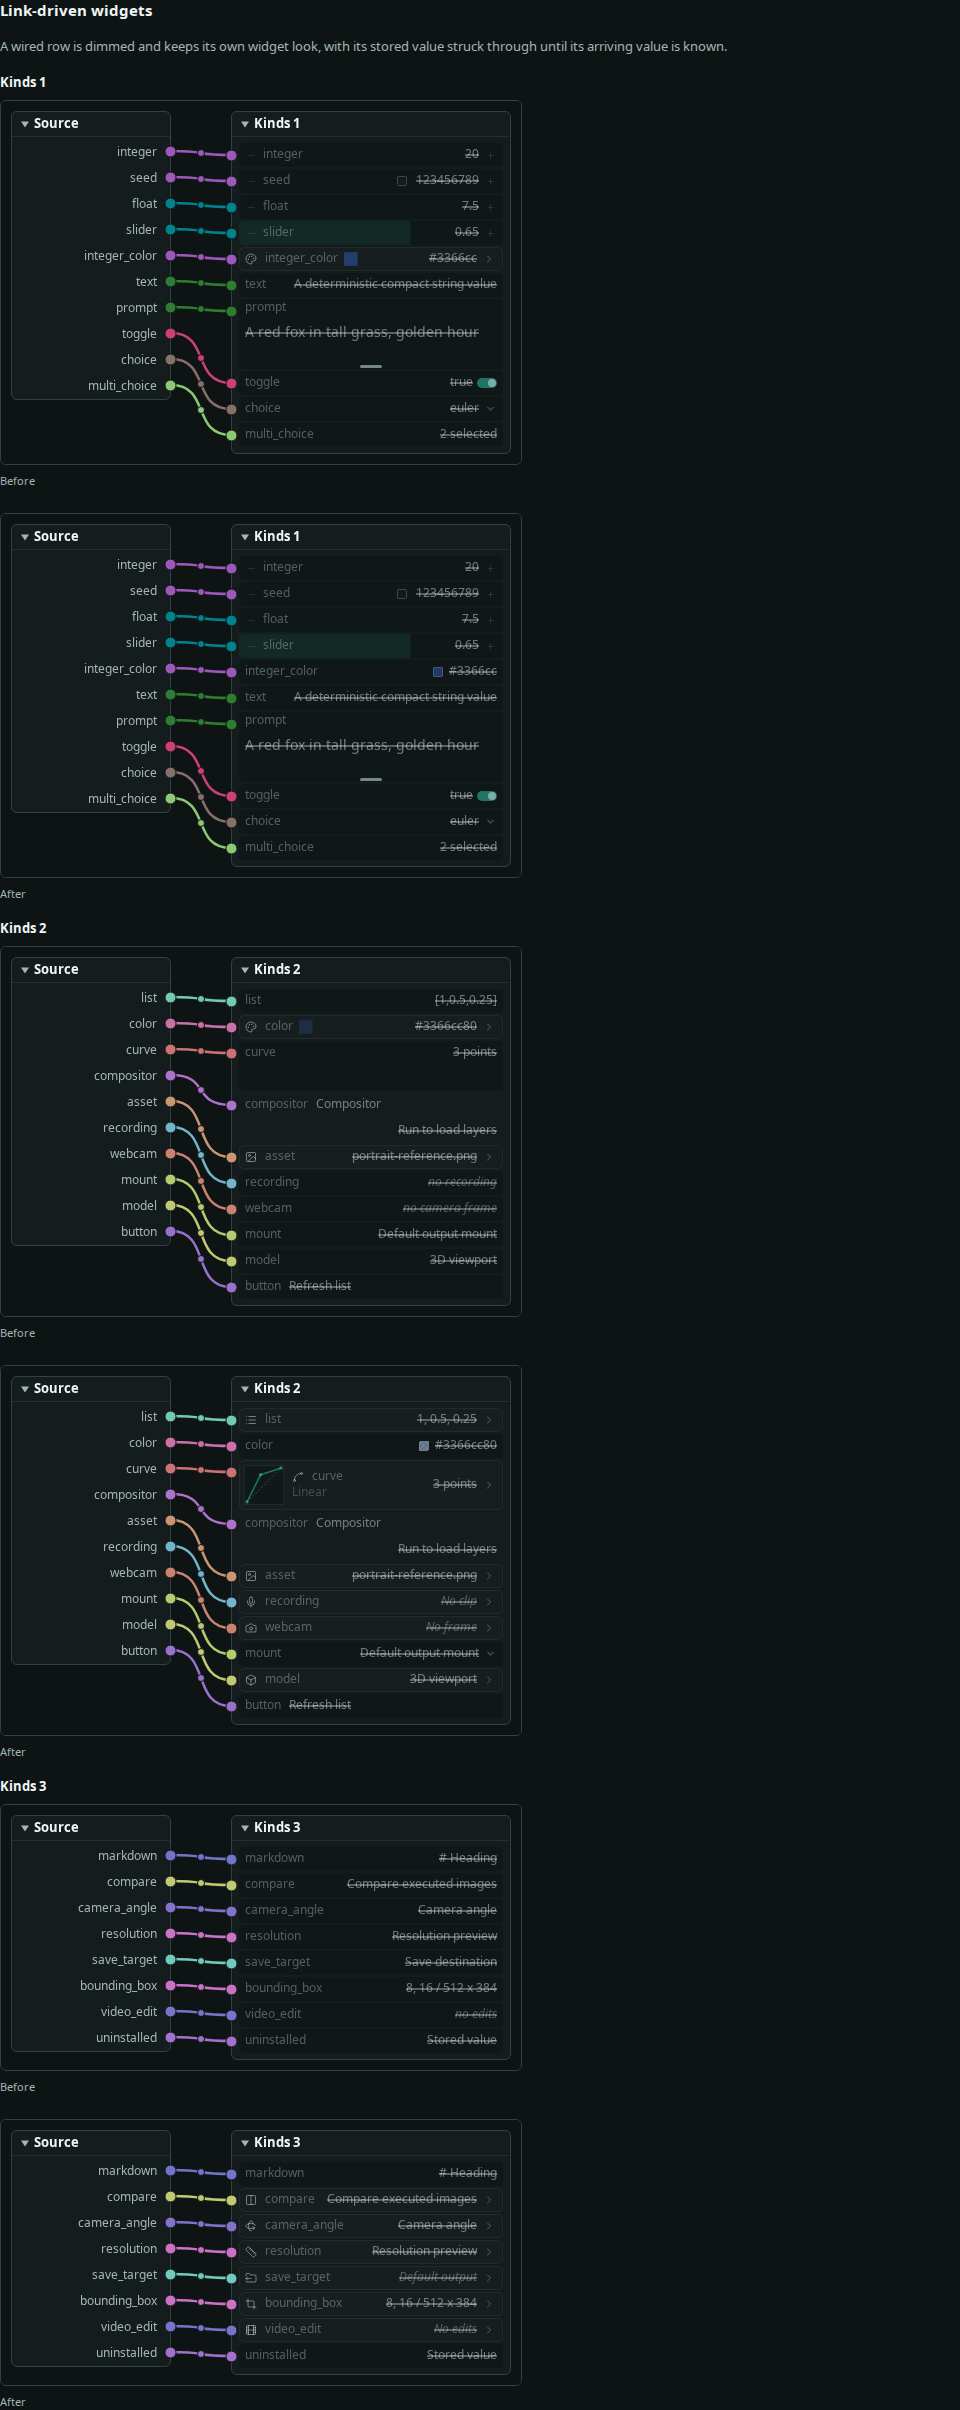 Link-driven widgets
A wired row is dimmed and keeps its own widget look, with its stored value struck through until its arriving value is known.
Kinds 1
Source
integer
seed
float
slider
integer_color
text
prompt
toggle
choice
multi_choice
Kinds 1
− integer 20 +
− seed 123456789 +
− float 7.5 +
− slider 0.65 +
integer_color #3366cc
text A deterministic compact string value
prompt
A red fox in tall grass, golden hour
toggle true
choice euler
multi_choice 2 selected
Before
Source
integer
seed
float
slider
integer_color
text
prompt
toggle
choice
multi_choice
Kinds 1
− integer 20 +
− seed 123456789 +
− float 7.5 +
− slider 0.65 +
integer_color #3366cc
text A deterministic compact string value
prompt
A red fox in tall grass, golden hour
toggle true
choice euler
multi_choice 2 selected
After
Kinds 2
Source
list
color
curve
compositor
asset
recording
webcam
mount
model
button
Kinds 2
list [1,0.5,0.25]
color #3366cc80
curve 3 points
compositor Compositor
Run to load layers
asset portrait-reference.png
recording no recording
webcam no camera frame
mount Default output mount
model 3D viewport
button Refresh list
Before
Source
list
color
curve
compositor
asset
recording
webcam
mount
model
button
Kinds 2
list 1, 0.5, 0.25
color #3366cc80
curve 3 points
Linear
compositor Compositor
Run to load layers
asset portrait-reference.png
recording No clip
webcam No frame
mount Default output mount
model 3D viewport
button Refresh list
After
Kinds 3
Source
markdown
compare
camera_angle
resolution
save_target
bounding_box
video_edit
uninstalled
Kinds 3
markdown # Heading
compare Compare executed images
camera_angle Camera angle
resolution Resolution preview
save_target Save destination
bounding_box 8, 16 / 512 x 384
video_edit no edits
uninstalled Stored value
Before
Source
markdown
compare
camera_angle
resolution
save_target
bounding_box
video_edit
uninstalled
Kinds 3
markdown # Heading
compare Compare executed images
camera_angle Camera angle
resolution Resolution preview
save_target Default output
bounding_box 8, 16 / 512 x 384
video_edit No edits
uninstalled Stored value
After